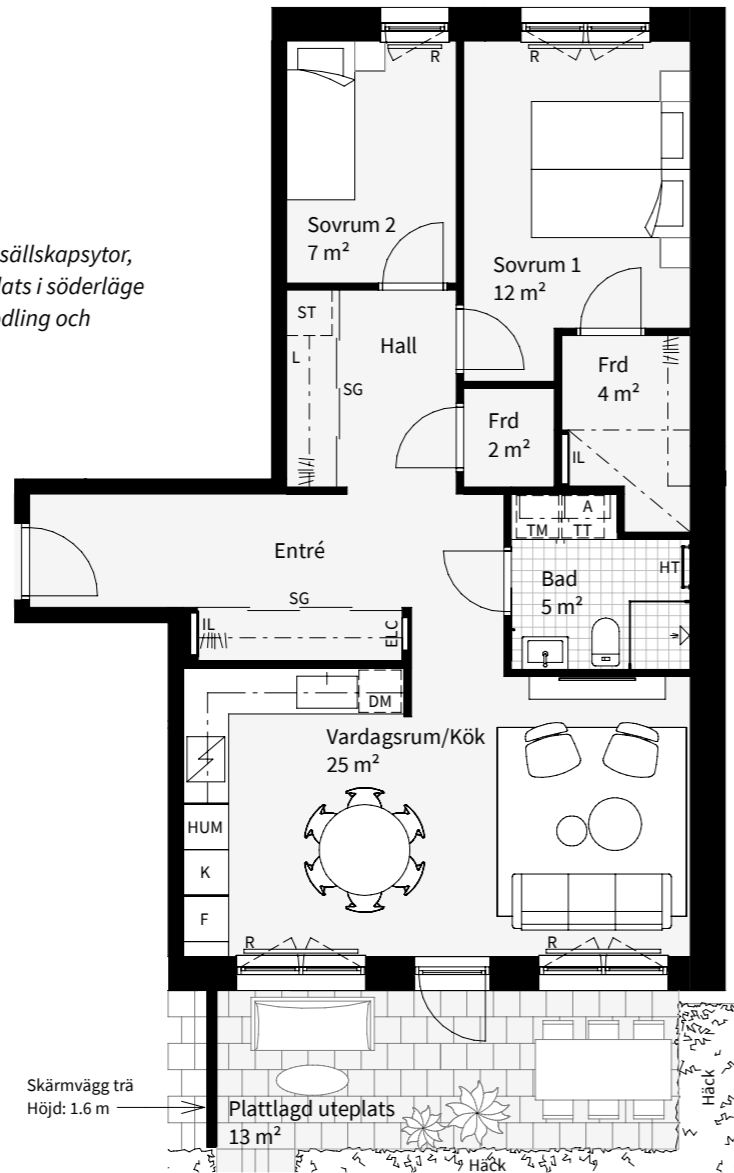 sällskapsytor,
lats i söderläge
dling och
R
R
Sovrum 2
7 m²
Sovrum 1
12 m²
ST
L
SG
Hall
Frd
4 m²
Frd
2 m²
IL
A
TM
TT
Entré
Bad
5 m²
HT
SG
IL
ELC
DM
Vardagsrum/Kök
25 m²
HUM
K
F
R
R
Skärmvägg trä
Höjd: 1.6 m
Plattlagd uteplats
13 m²
Häck
Häck